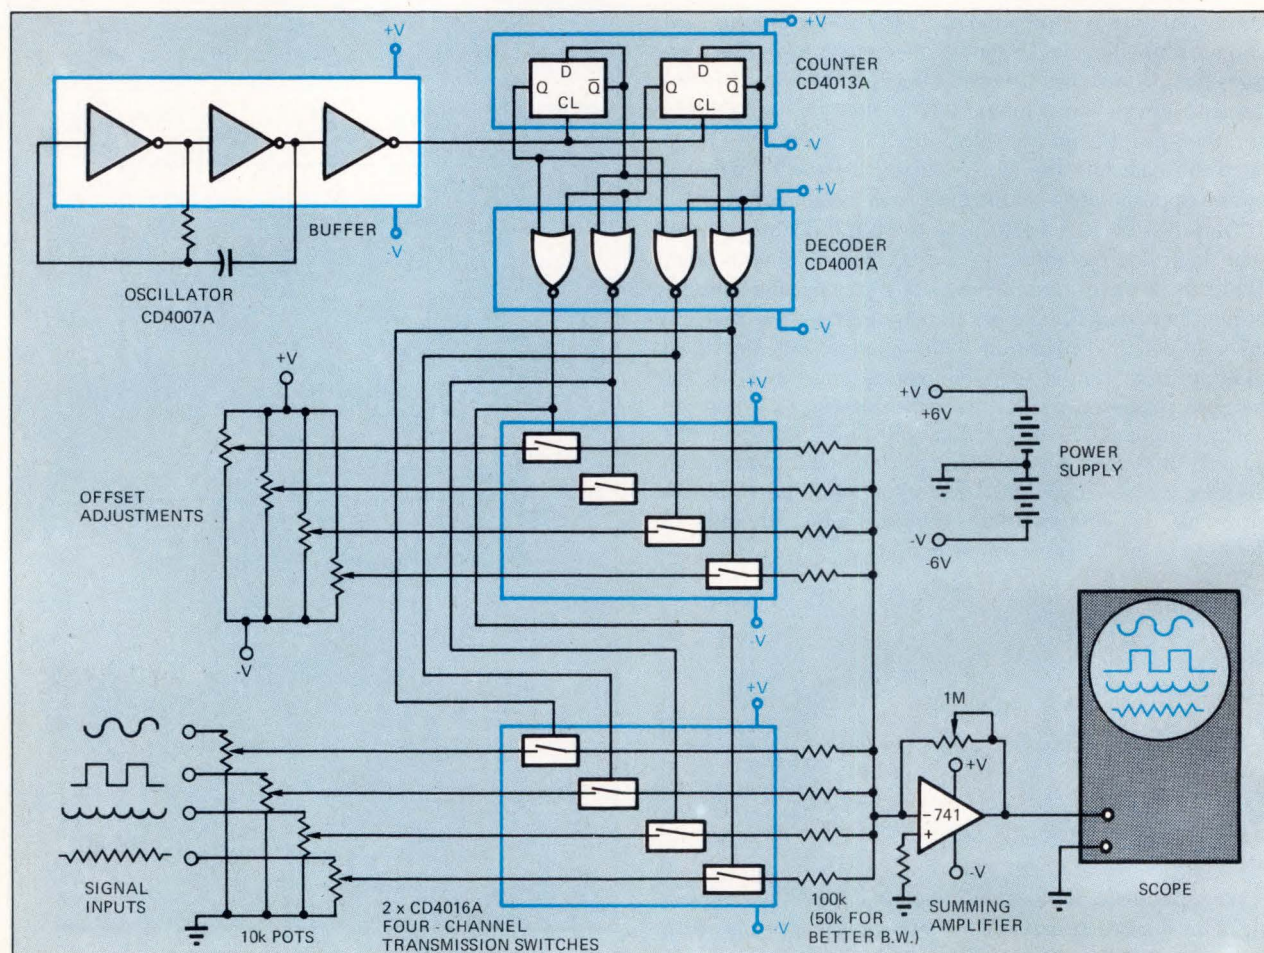 +V
+V
COUNTER
CD4013A
D
Q
Q̅
CL
D
Q
Q̅
CL
-V
BUFFER
-V
OSCILLATOR
CD4007A
+V
DECODER
CD4001A
-V
+V
OFFSET
ADJUSTMENTS
-V
+V
-V
+V
+6V
POWER
SUPPLY
-V
-6V
+V
SIGNAL
INPUTS
10k POTS
2 x CD4016A
FOUR - CHANNEL
TRANSMISSION SWITCHES
-V
100k
(50k FOR
BETTER B.W.)
1M
+V
- 741
+
-V
SUMMING
AMPLIFIER
SCOPE